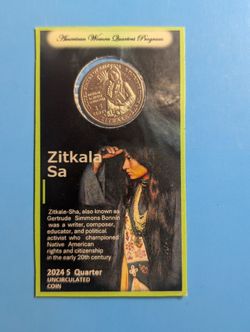 American Women Quarters Program
Zitkala
Sa
Zitkale-Sha, also known as
Gertrude Simmons Bonnin
was a writer, composer,
educator, and political
activist who championed
Native American
rights and citizenship
in the early 20th century.
2024 S Quarter
UNCIRCULATED
COIN